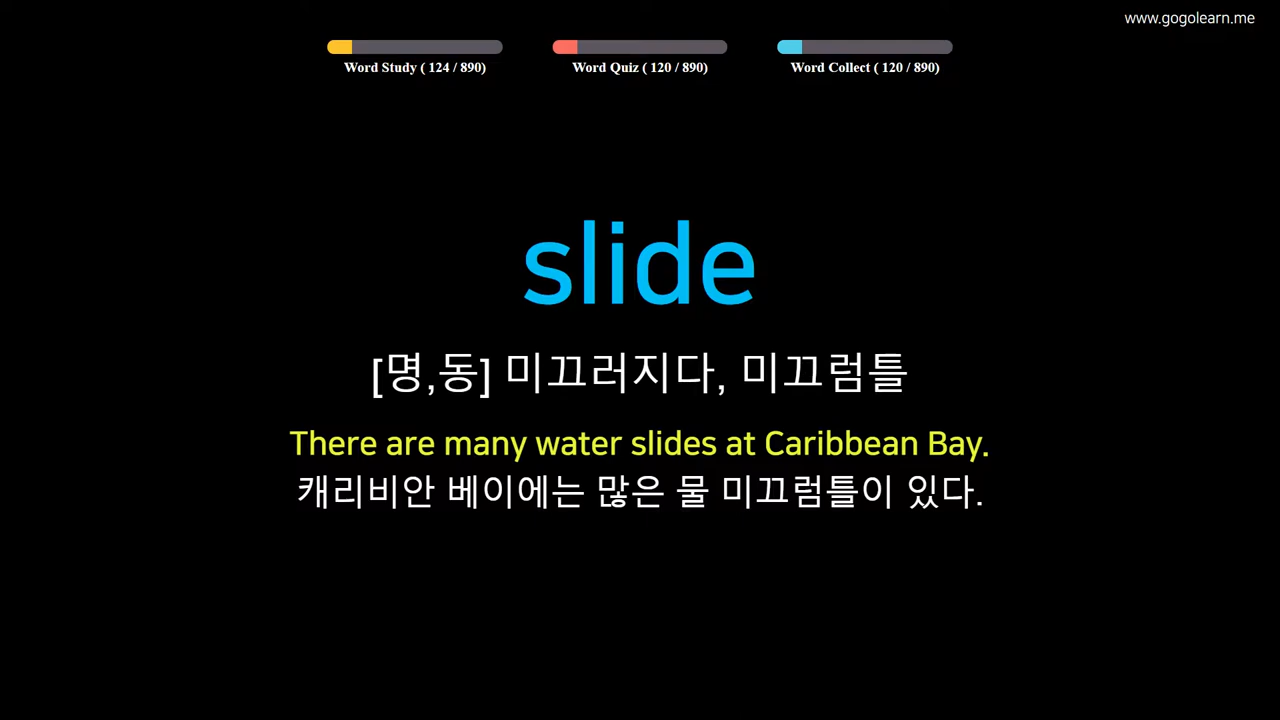 www.gogolearn.me
Word Study ( 124 / 890)
Word Quiz ( 120 / 890)
Word Collect ( 120 / 890)
slide
[명,동] 미끄러지다, 미끄럼틀
There are many water slides at Caribbean Bay.
캐리비안 베이에는 많은 물 미끄럼틀이 있다.